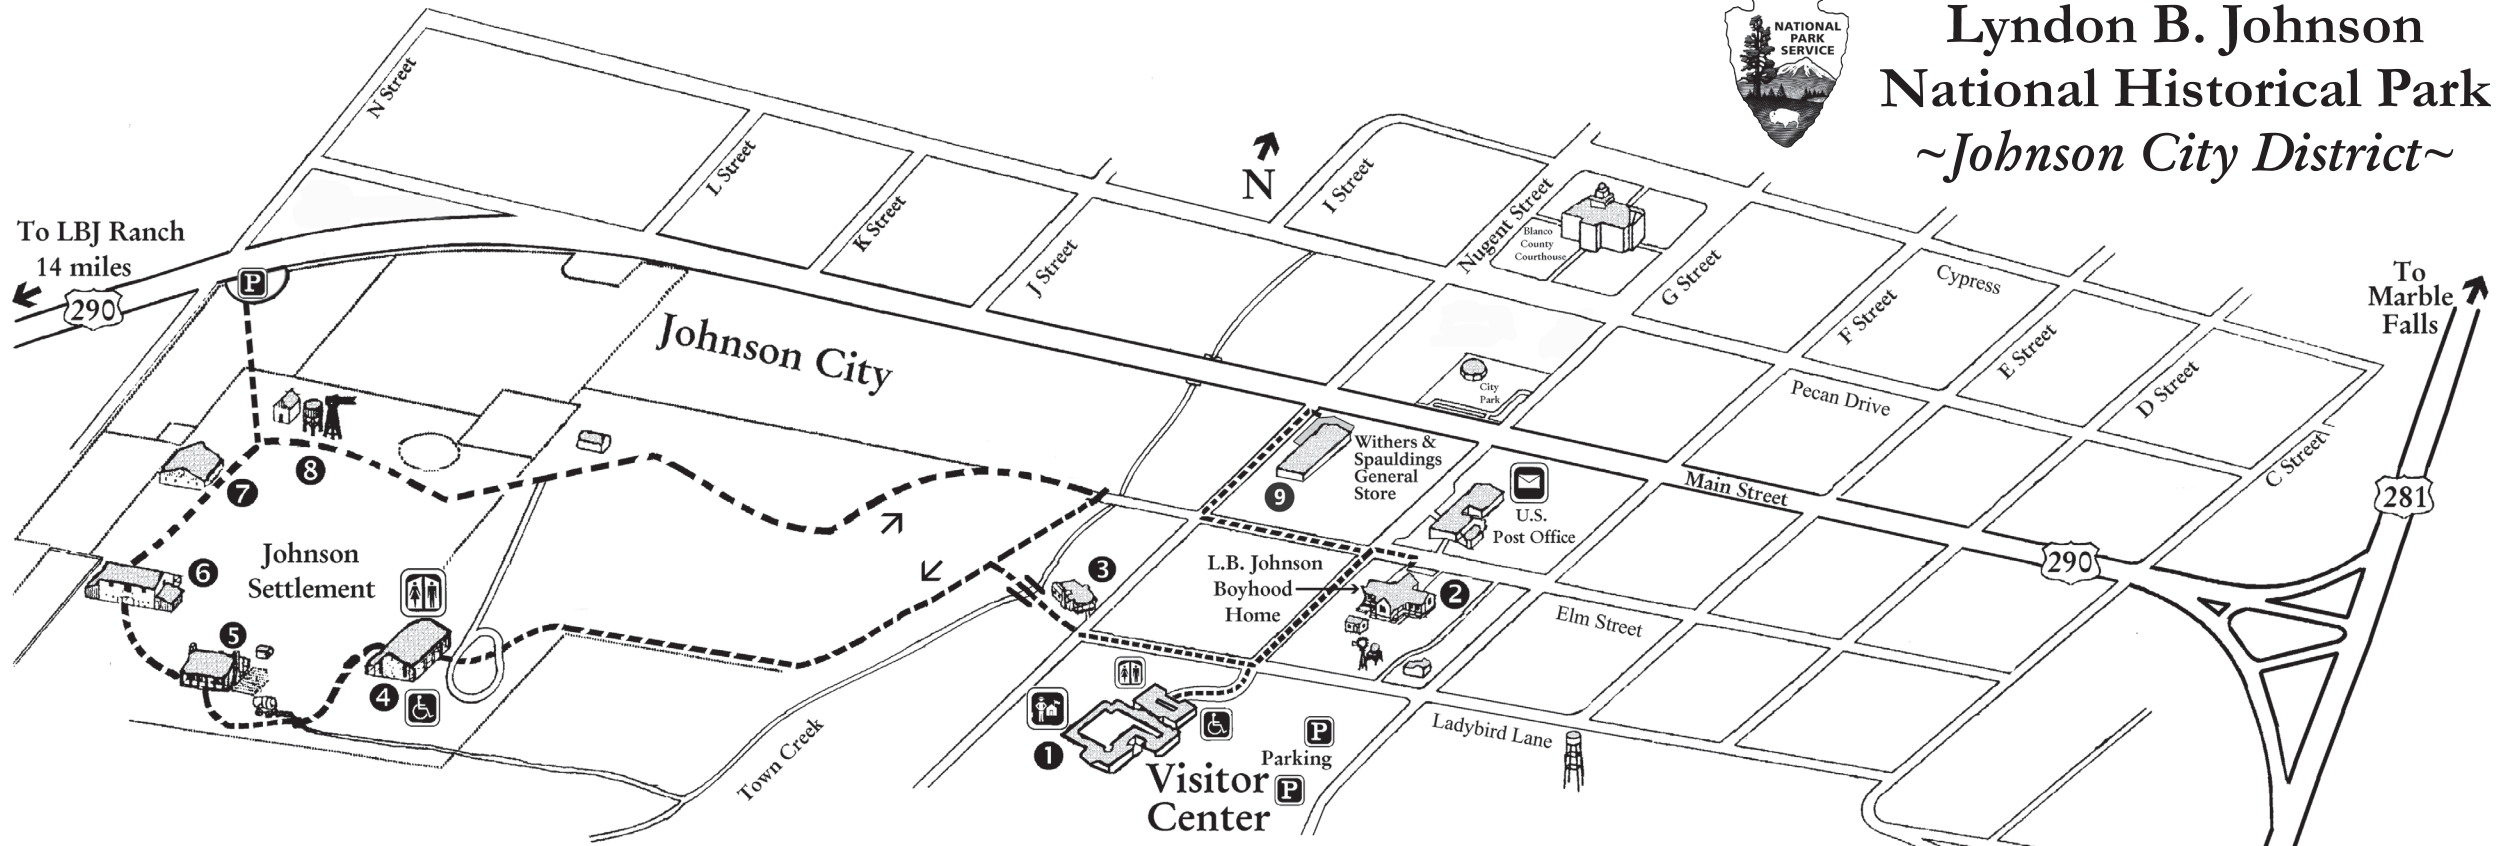 Lyndon B. Johnson
National Historical Park
~Johnson City District~
NATIONAL
PARK
SERVICE
N Street
L Street
K Street
J Street
N
I Street
Nugent Street
Blanco
County
Courthouse
G Street
F Street
Cypress
E Street
D Street
C Street
To
Marble
Falls
281
To LBJ Ranch
14 miles
290
P
Johnson City
City
Park
Pecan Drive
Main Street
290
Withers &
Spauldings
General
Store
9
U.S.
Post Office
8
7
6
Johnson
Settlement
5
4
3
L.B. Johnson
Boyhood
Home
2
Elm Street
Ladybird Lane
1
Visitor
Center
P
Parking
P
Town Creek